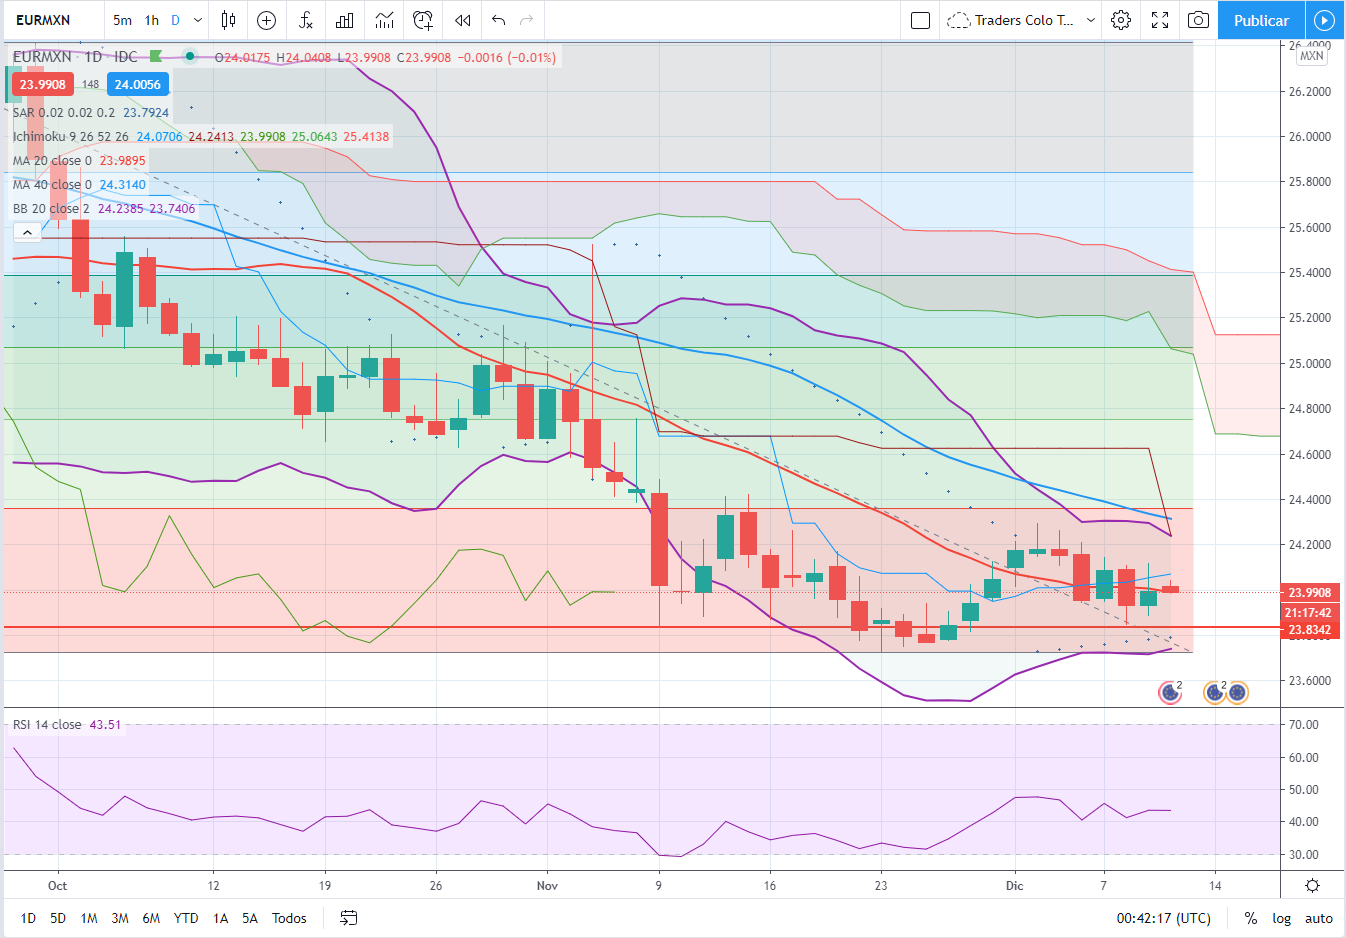 EURMXN 5m 1h D Traders Colo T... Publicar
EURMXN · 1D · IDC O24.0175 H24.0408 L23.9908 C23.9908 −0.0016 (−0.01%)
23.9908 148 24.0056
SAR 0.02 0.02 0.2 23.7924
Ichimoku 9 26 52 26 24.0706 24.2413 23.9908 25.0643 25.4138
MA 20 close 0 23.9895
MA 40 close 0 24.3140
BB 20 close 2 24.2385 23.7406
26.4000
MXN
26.2000
26.0000
25.8000
25.6000
25.4000
25.2000
25.0000
24.8000
24.6000
24.4000
24.2000
23.9908
21:17:42
23.8342
23.6000
2
2
RSI 14 close 43.51
70.00
60.00
50.00
40.00
30.00
Oct 12 19 26 Nov 9 16 23 Dic 7 14
1D 5D 1M 3M 6M YTD 1A 5A Todos 00:42:17 (UTC) % log auto